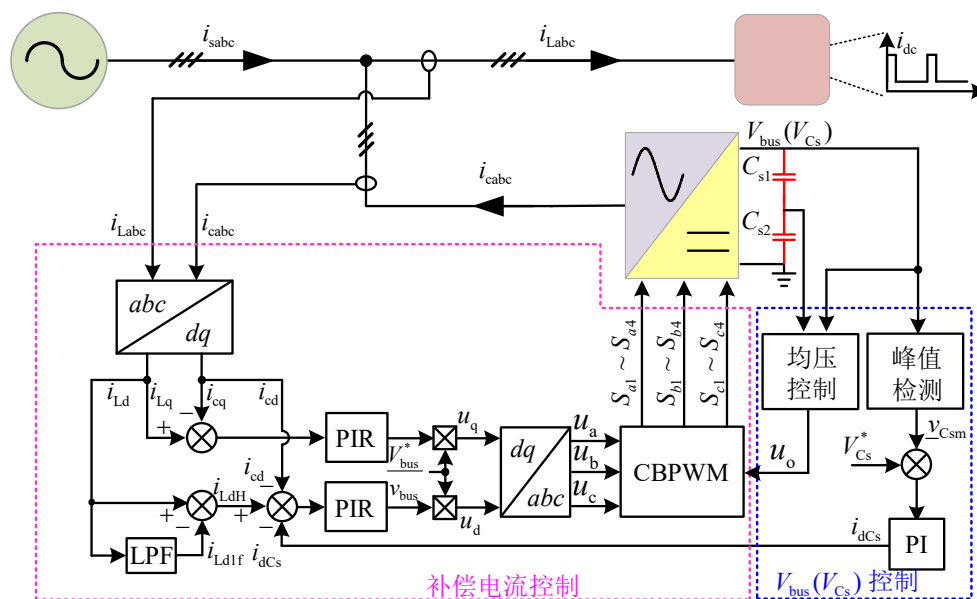 i_sabc
i_Labc
i_dc
V_bus(V_Cs)
C_s1
C_s2
i_cabc
i_Labc
i_cabc
abc
dq
S_a1 ~ S_a4
S_b1 ~ S_b4
S_c1 ~ S_c4
均压
控制
峰值
检测
i_Ld
i_Lq
i_cq
i_cd
−
+
PIR
u_q
V*_bus
v_bus
dq
abc
u_a
u_b
u_c
CBPWM
u_o
V*_Cs
v_Csm
−
i_cd
−
i_LdH
+
−
+
−
PIR
u_d
LPF
i_Ld1f
i_dCs
i_dCs
PI
补偿电流控制
V_bus(V_Cs) 控制